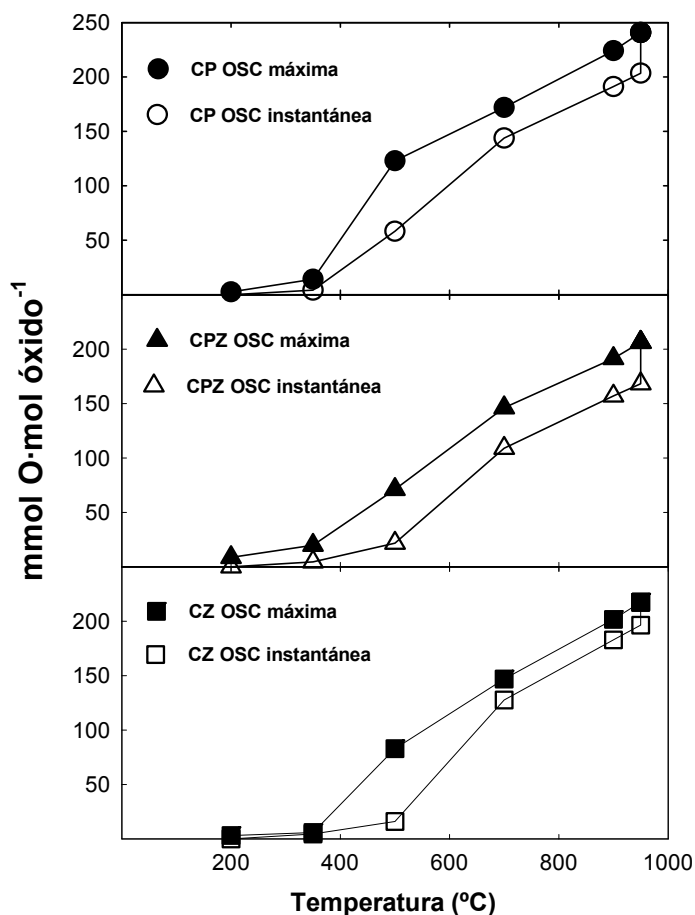 250
CP OSC máxima
200
CP OSC instantánea
150
100
50
CPZ OSC máxima
200
CPZ OSC instantánea
150
100
50
CZ OSC máxima
200
CZ OSC instantánea
150
100
50
mmol O·mol óxido-1
200 400 600 800 1000
Temperatura (ºC)